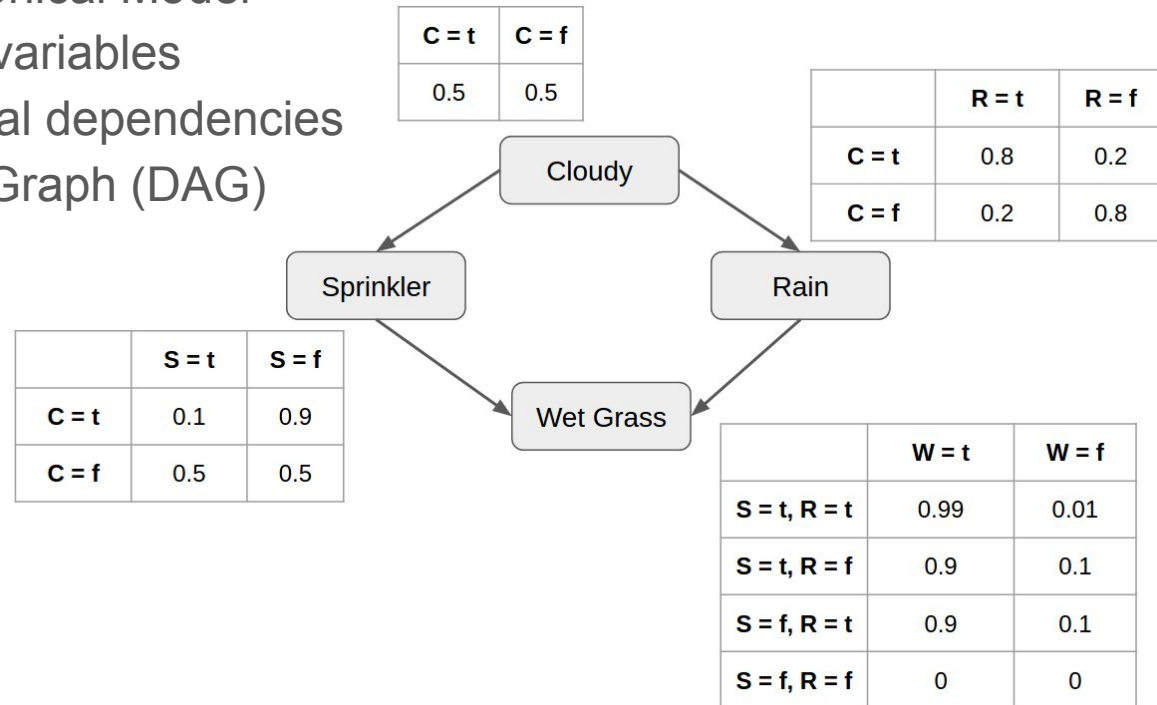 variables
al dependencies
Graph (DAG)
C = t C = f
0.5 0.5
Cloudy
R = t R = f
C = t 0.8 0.2
C = f 0.2 0.8
Sprinkler
Rain
S = t S = f
C = t 0.1 0.9
C = f 0.5 0.5
Wet Grass
W = t W = f
S = t, R = t 0.99 0.01
S = t, R = f 0.9 0.1
S = f, R = t 0.9 0.1
S = f, R = f 0 0